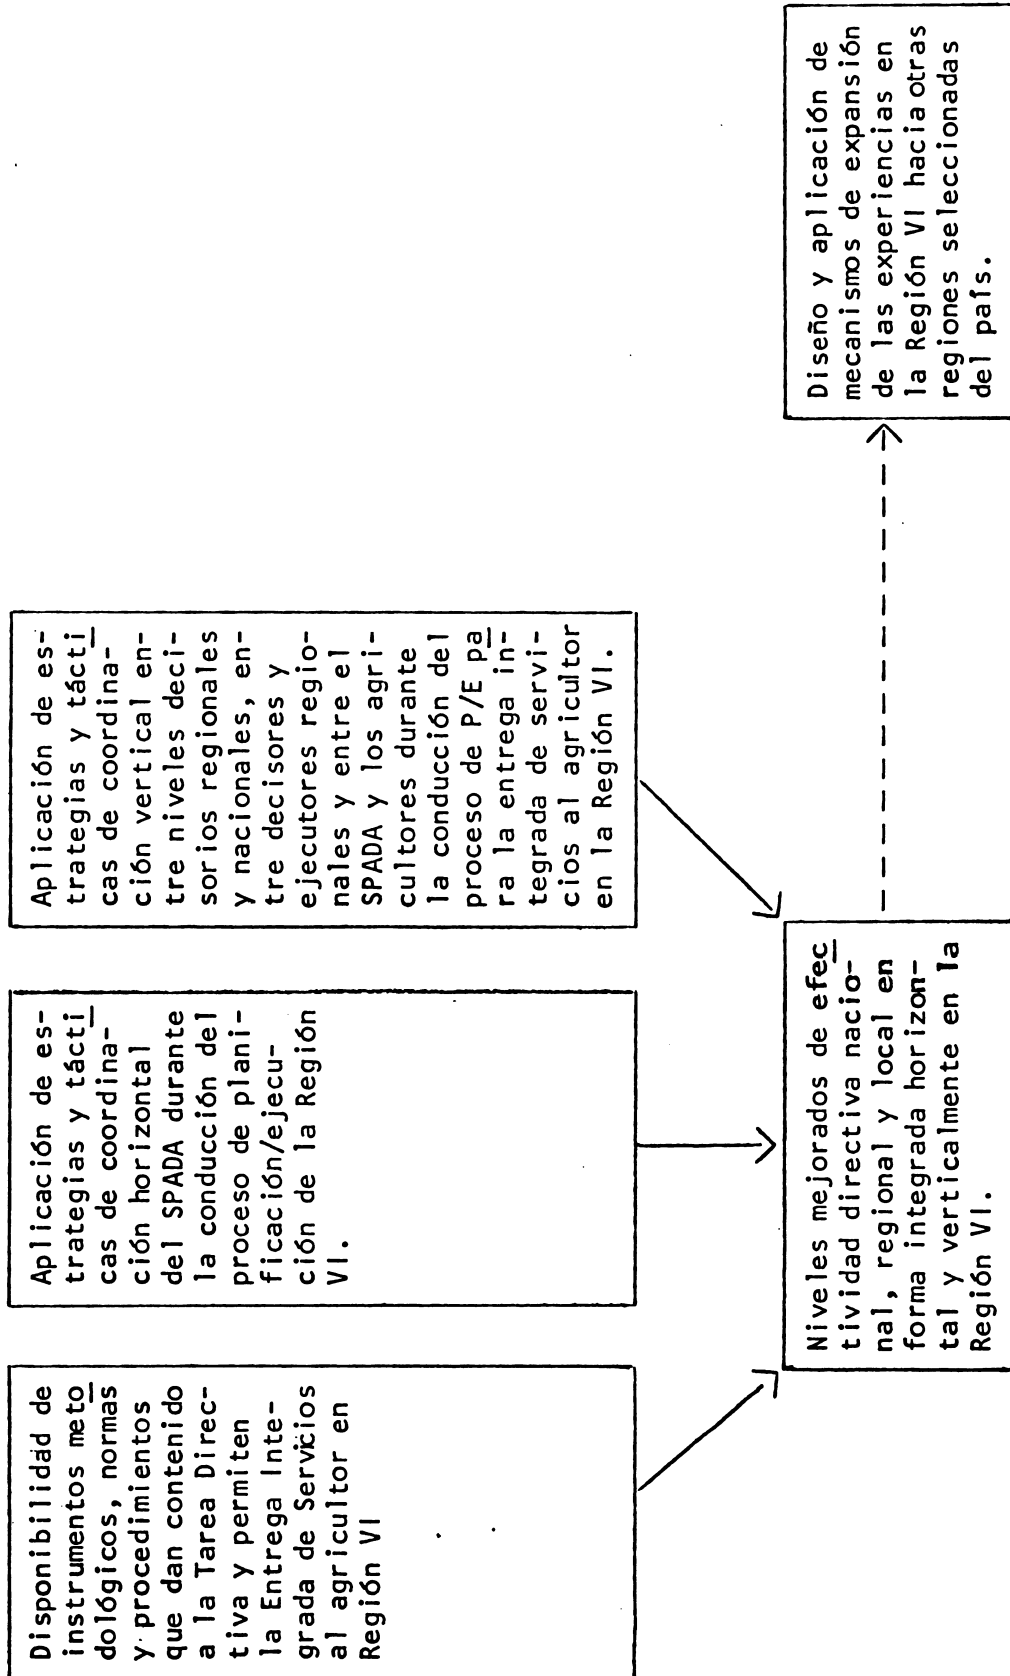 Disponibilidad de
instrumentos meto
dológicos, normas
y procedimientos
que dan contenido
a la Tarea Direc-
tiva y permiten
la Entrega Inte-
grada de Servicios
al agricultor en
Región VI
Aplicación de es-
trategias y tácti
cas de coordina-
ción horizontal
del SPADA durante
la conducción del
proceso de plani-
ficación/ejecu-
ción de la Región
VI.
Aplicación de es-
trategias y tácti
cas de coordina-
ción vertical en-
tre niveles deci-
sorios regionales
y nacionales, en-
tre decisores y
ejecutores regio-
nales y entre el
SPADA y los agri-
cultores durante
la conducción del
proceso de P/E pa
ra la entrega in-
tegrada de servi-
cios al agricultor
en la Región VI.
Niveles mejorados de efec
tividad directiva nacio-
nal, regional y local en
forma integrada horizon-
tal y verticalmente en la
Región VI.
Diseño y aplicación de
mecanismos de expansión
de las experiencias en
la Región VI hacia otras
regiones seleccionadas
del país.